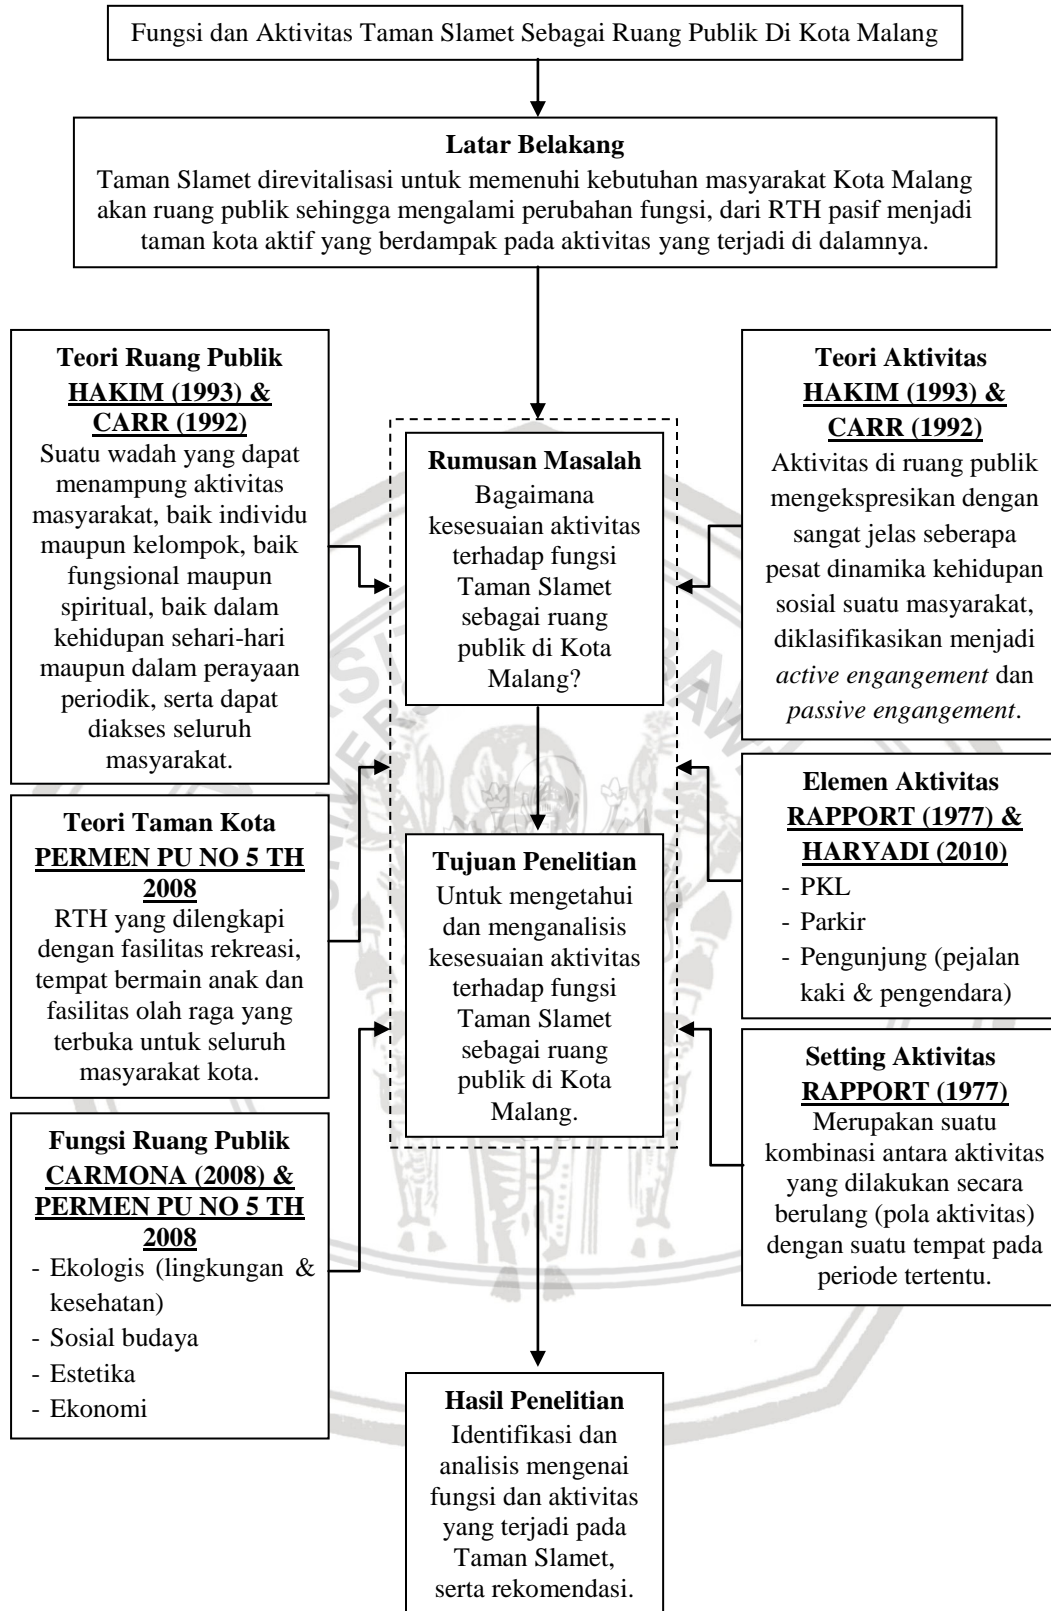 Fungsi dan Aktivitas Taman Slamet Sebagai Ruang Publik Di Kota Malang
Latar Belakang
Taman Slamet direvitalisasi untuk memenuhi kebutuhan masyarakat Kota Malang
akan ruang publik sehingga mengalami perubahan fungsi, dari RTH pasif menjadi
taman kota aktif yang berdampak pada aktivitas yang terjadi di dalamnya.
Teori Ruang Publik
HAKIM (1993) &
CARR (1992)
Suatu wadah yang dapat
menampung aktivitas
masyarakat, baik individu
maupun kelompok, baik
fungsional maupun
spiritual, baik dalam
kehidupan sehari-hari
maupun dalam perayaan
periodik, serta dapat
diakses seluruh
masyarakat.
Teori Taman Kota
PERMEN PU NO 5 TH
2008
RTH yang dilengkapi
dengan fasilitas rekreasi,
tempat bermain anak dan
fasilitas olah raga yang
terbuka untuk seluruh
masyarakat kota.
Fungsi Ruang Publik
CARMONA (2008) &
PERMEN PU NO 5 TH
2008
- Ekologis (lingkungan &
kesehatan)
- Sosial budaya
- Estetika
- Ekonomi
Rumusan Masalah
Bagaimana
kesesuaian aktivitas
terhadap fungsi
Taman Slamet
sebagai ruang
publik di Kota
Malang?
Tujuan Penelitian
Untuk mengetahui
dan menganalisis
kesesuaian aktivitas
terhadap fungsi
Taman Slamet
sebagai ruang
publik di Kota
Malang.
Hasil Penelitian
Identifikasi dan
analisis mengenai
fungsi dan aktivitas
yang terjadi pada
Taman Slamet,
serta rekomendasi.
Teori Aktivitas
HAKIM (1993) &
CARR (1992)
Aktivitas di ruang publik
mengekspresikan dengan
sangat jelas seberapa
pesat dinamika kehidupan
sosial suatu masyarakat,
diklasifikasikan menjadi
active engangement dan
passive engangement.
Elemen Aktivitas
RAPPORT (1977) &
HARYADI (2010)
- PKL
- Parkir
- Pengunjung (pejalan
kaki & pengendara)
Setting Aktivitas
RAPPORT (1977)
Merupakan suatu
kombinasi antara aktivitas
yang dilakukan secara
berulang (pola aktivitas)
dengan suatu tempat pada
periode tertentu.